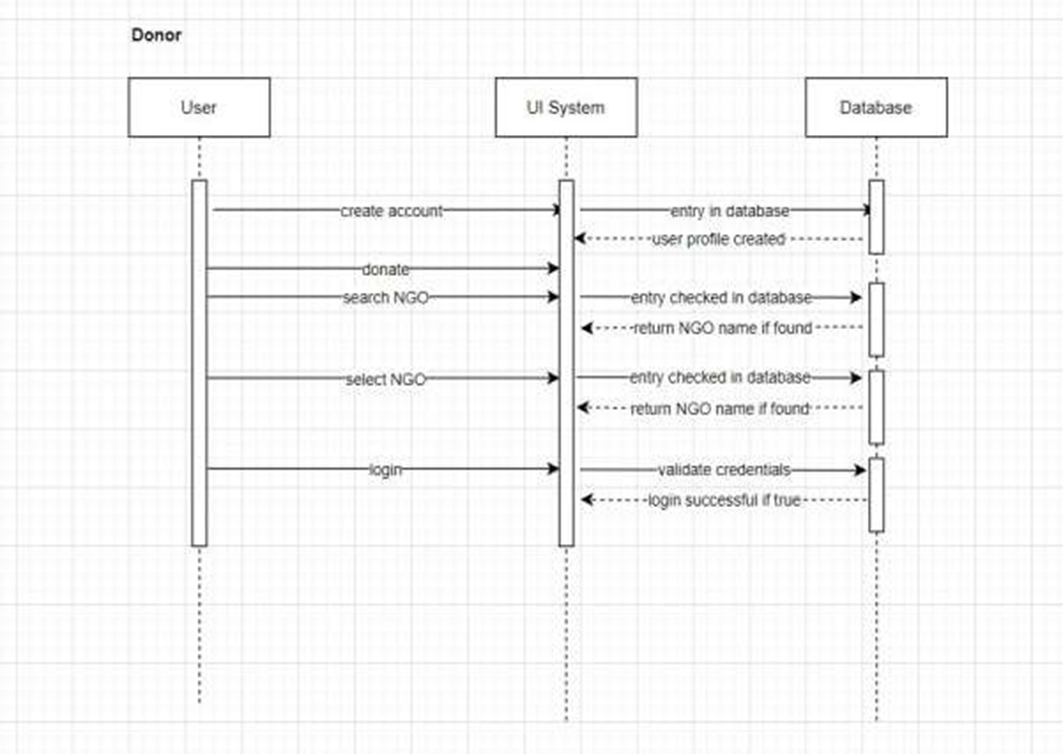 Donor
User
UI System
Database
create account
entry in database
user profile created
donate
search NGO
entry checked in database
return NGO name if found
select NGO
entry checked in database
return NGO name if found
login
validate credentials
login successful if true